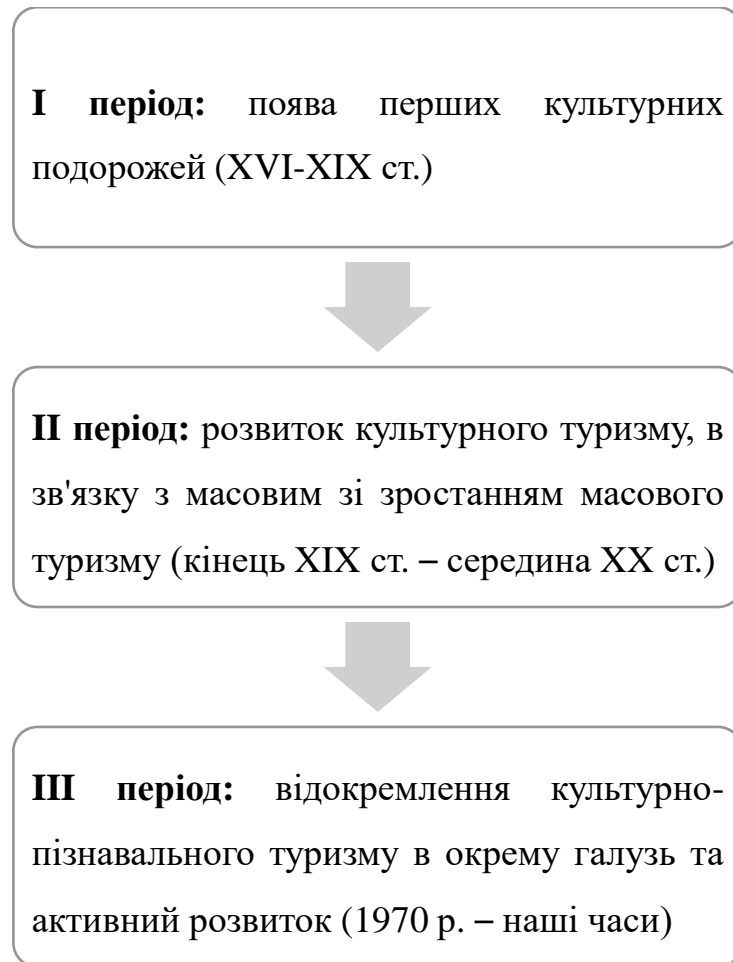 І період: поява перших культурних
подорожей (XVI-XIX ст.)
ІІ період: розвиток культурного туризму, в
зв'язку з масовим зі зростанням масового
туризму (кінець XIX ст. – середина XX ст.)
ІІІ період: відокремлення культурно-
пізнавального туризму в окрему галузь та
активний розвиток (1970 р. – наші часи)